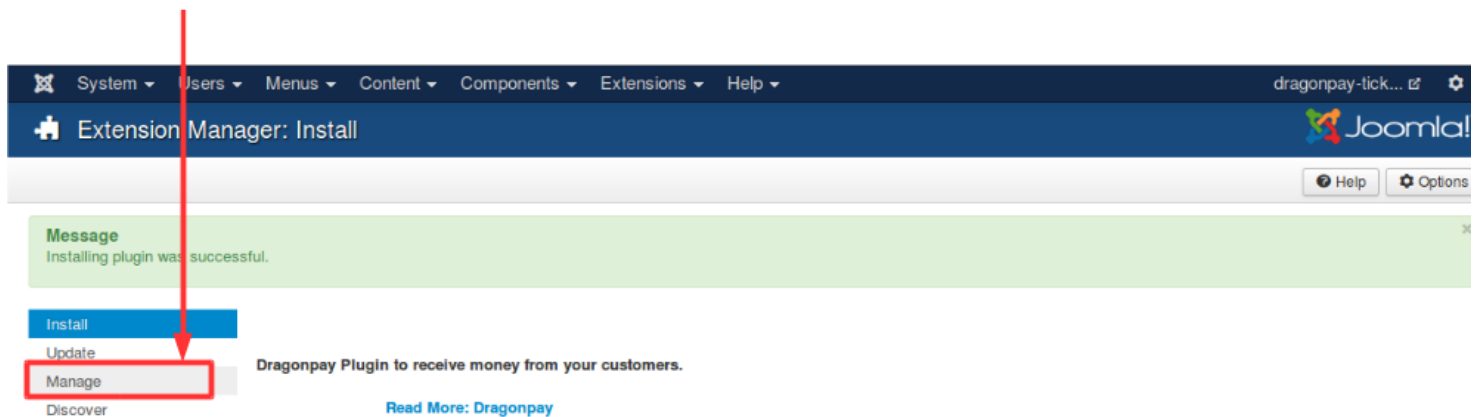 System Users Menus Content Components Extensions Help dragonpay-tick...
Extension Manager: Install Joomla!
Help Options
Message
Installing plugin was successful.
Install
Update
Manage
Discover
Dragonpay Plugin to receive money from your customers.
Read More: Dragonpay